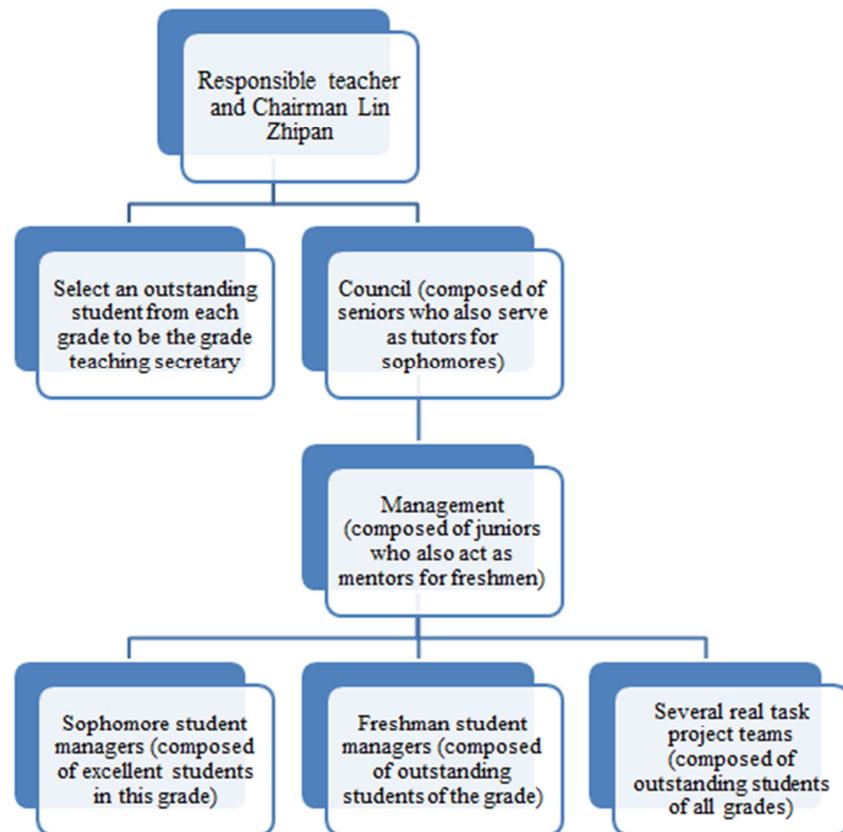 Responsible teacher
and Chairman Lin
Zhipan
Select an outstanding
student from each
grade to be the grade
teaching secretary
Council (composed of
seniors who also serve
as tutors for
sophomores)
Management
(composed of juniors
who also act as
mentors for freshmen)
Sophomore student
managers (composed
of excellent students
in this grade)
Freshman student
managers (composed
of outstanding
students of the grade)
Several real task
project teams
(composed of
outstanding students
of all grades)